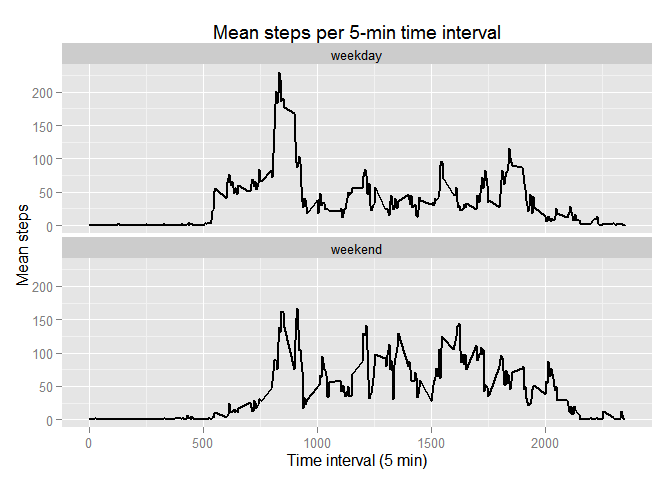 Mean steps per 5-min time interval
weekday
200
150
100
50
0
Mean steps
weekend
200
150
100
50
0
0 500 1000 1500 2000
Time interval (5 min)